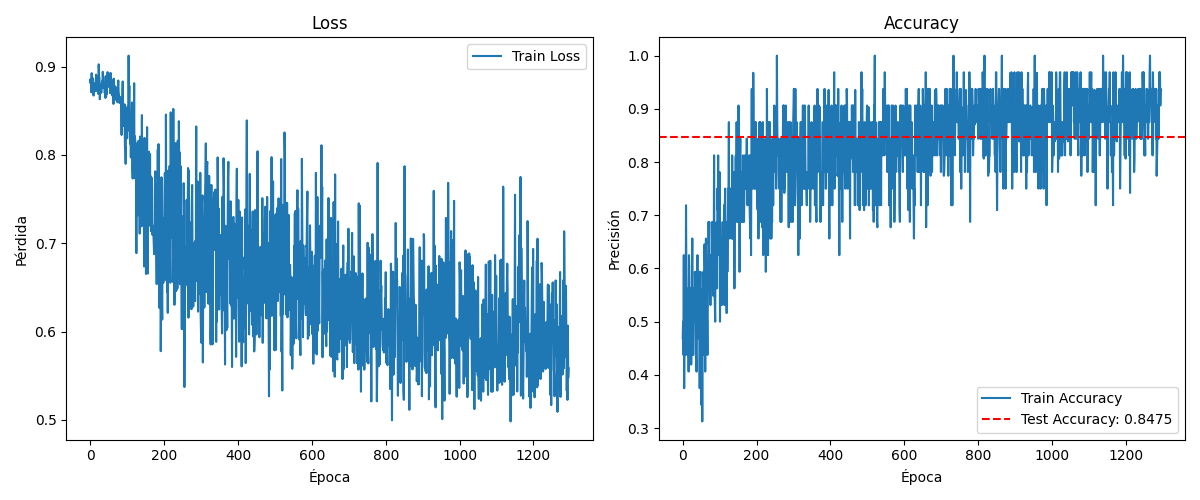 Loss
0.9
0.8
0.7
0.6
0.5
Pérdida
0 200 400 600 800 1000 1200
Época
Train Loss
Accuracy
1.0
0.9
0.8
0.7
0.6
0.5
0.4
0.3
Precisión
0 200 400 600 800 1000 1200
Época
Train Accuracy
Test Accuracy: 0.8475